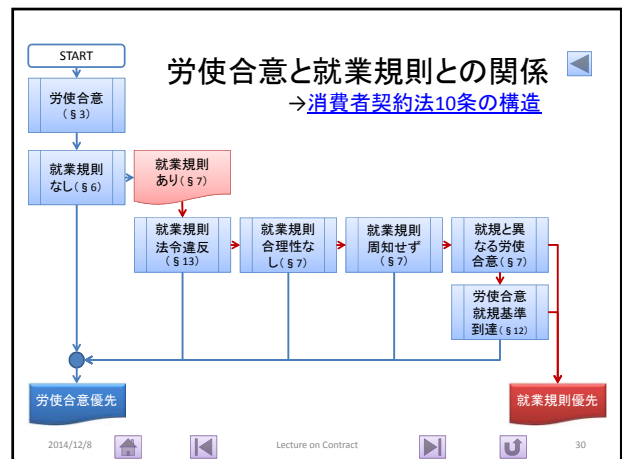 START
労使合意と就業規則との関係
→消費者契約法10条の構造
労使合意
(§3)
就業規則
なし(§6)
就業規則
あり(§7)
就業規則
法令違反
(§13)
就業規則
合理性な
し(§7)
就業規則
周知せず
(§7)
就規と異
なる労使
合意(§7)
労使合意
就規基準
到達(§12)
労使合意優先
就業規則優先
2014/12/8
Lecture on Contract
30